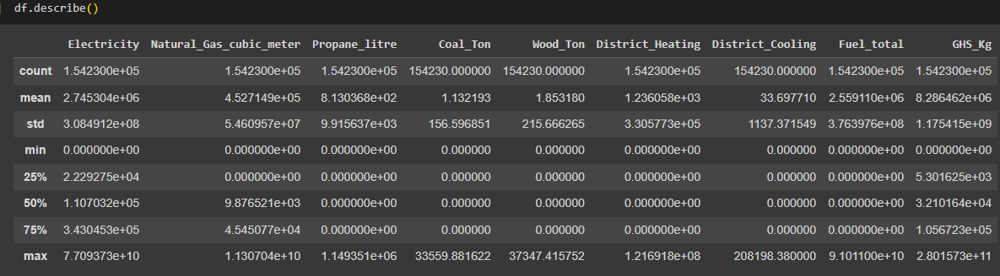 df.describe()
Electricity Natural_Gas_cubic_meter Propane_litre Coal_Ton Wood_Ton District_Heating District_Cooling Fuel_total GHS_Kg
count 1.542300e+05 1.542300e+05 1.542300e+05 154230.000000 154230.000000 1.542300e+05 154230.000000 1.542300e+05 1.542300e+05
mean 2.745304e+06 4.527149e+05 8.130368e+02 1.132193 1.853180 1.236058e+03 33.697710 2.559110e+06 8.286462e+06
std 3.084912e+08 5.460957e+07 9.915637e+03 156.596851 215.666265 3.305773e+05 1137.371549 3.763976e+08 1.175415e+09
min 0.000000e+00 0.000000e+00 0.000000e+00 0.000000 0.000000 0.000000e+00 0.000000 0.000000e+00 0.000000e+00
25% 2.229275e+04 0.000000e+00 0.000000e+00 0.000000 0.000000 0.000000e+00 0.000000 0.000000e+00 5.301625e+03
50% 1.107032e+05 9.876521e+03 0.000000e+00 0.000000 0.000000 0.000000e+00 0.000000 0.000000e+00 3.210164e+04
75% 3.430453e+05 4.545077e+04 0.000000e+00 0.000000 0.000000 0.000000e+00 0.000000 0.000000e+00 1.056723e+05
max 7.709373e+10 1.130704e+10 1.149351e+06 33559.881622 37347.415752 1.216918e+08 208198.380000 9.101100e+10 2.801573e+11